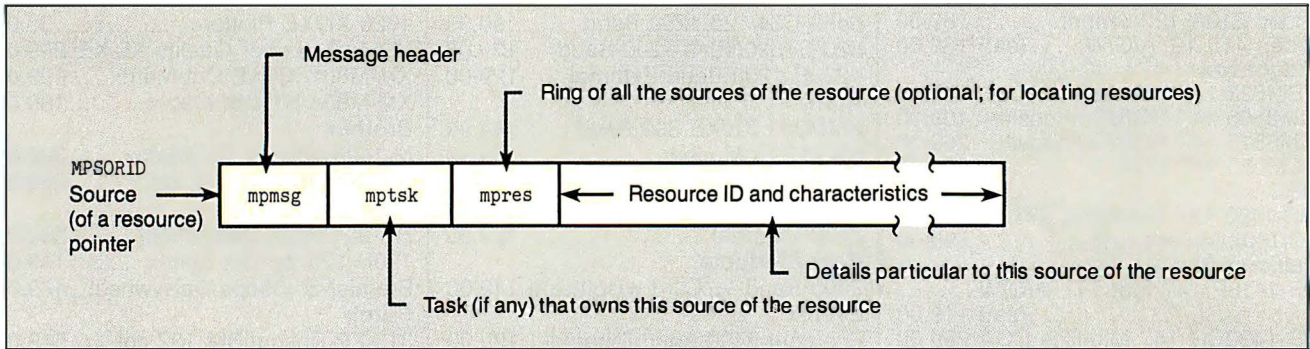 Message header
Ring of all the sources of the resource (optional; for locating resources)
MPSORID
Source
(of a resource)
pointer
mpmsg
mptsk
mpres
Resource ID and characteristics
Details particular to this source of the resource
Task (if any) that owns this source of the resource